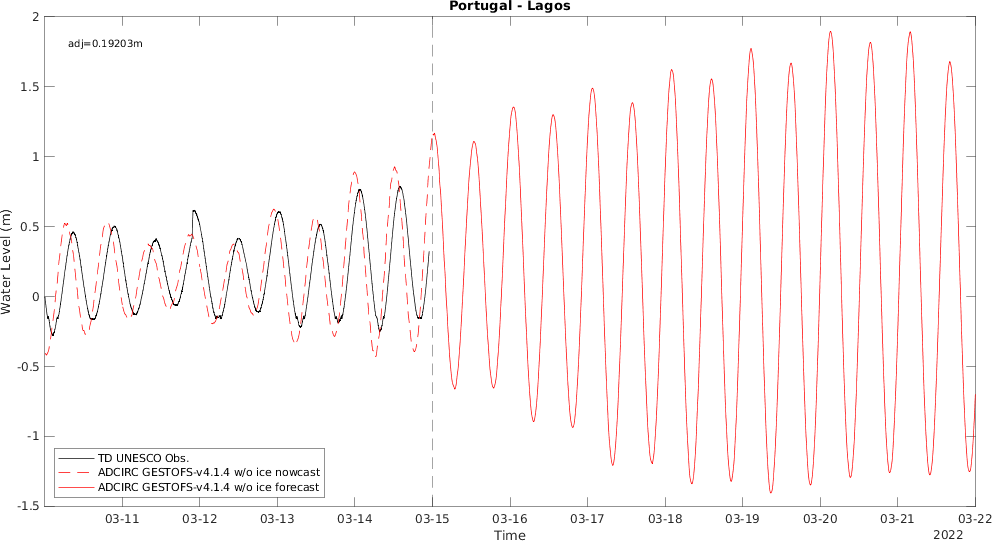 Portugal - Lagos
adj=0.19203m
Water Level (m)
2
1.5
1
0.5
0
-0.5
-1
-1.5
TD UNESCO Obs.
ADCIRC GESTOFS-v4.1.4 w/o ice nowcast
ADCIRC GESTOFS-v4.1.4 w/o ice forecast
03-11 03-12 03-13 03-14 03-15 03-16 03-17 03-18 03-19 03-20 03-21 03-22
Time
2022